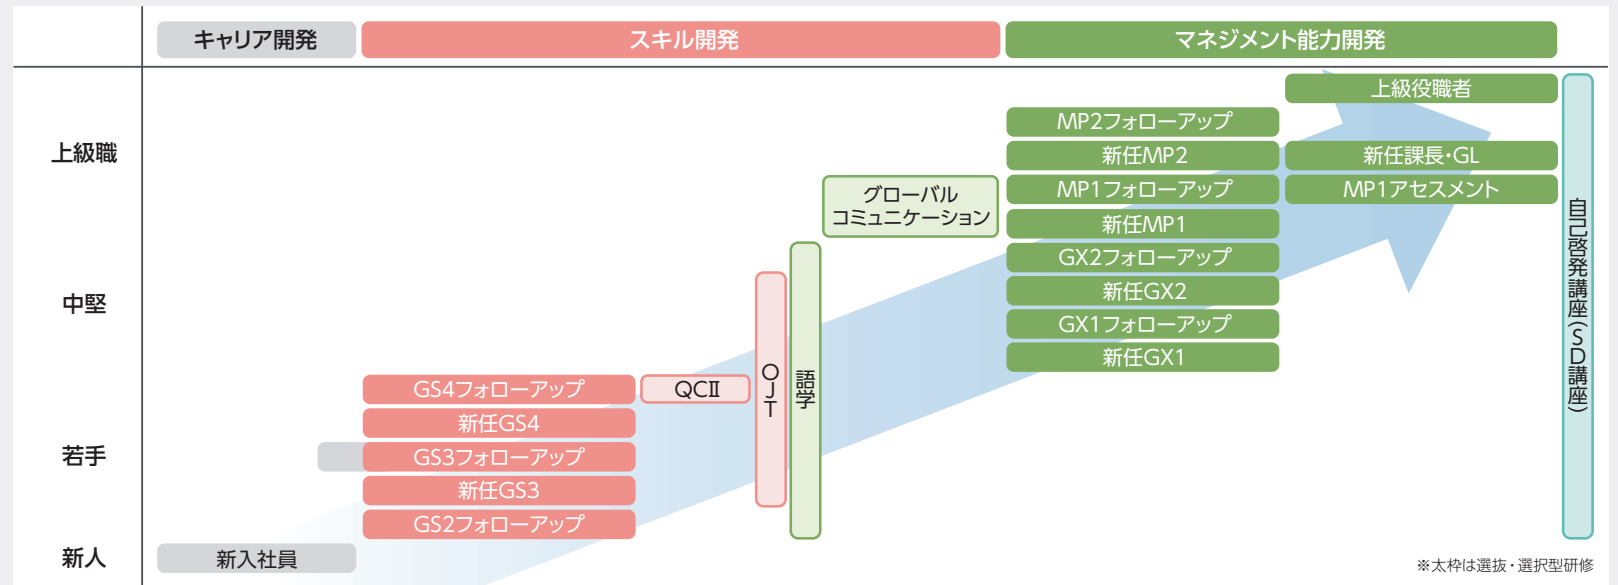 キャリア開発
スキル開発
マネジメント能力開発
上級役職者
MP2フォローアップ
上級職
新任MP2
新任課長・GL
グローバル
コミュニケーション
MP1フォローアップ
MP1アセスメント
新任MP1
GX2フォローアップ
中堅
新任GX2
GX1フォローアップ
新任GX1
GS4フォローアップ
QCⅡ
OJT
語学
自己啓発講座(SD講座)
新任GS4
若手
GS3フォローアップ
新任GS3
GS2フォローアップ
新人
新入社員
※太枠は選抜・選択型研修